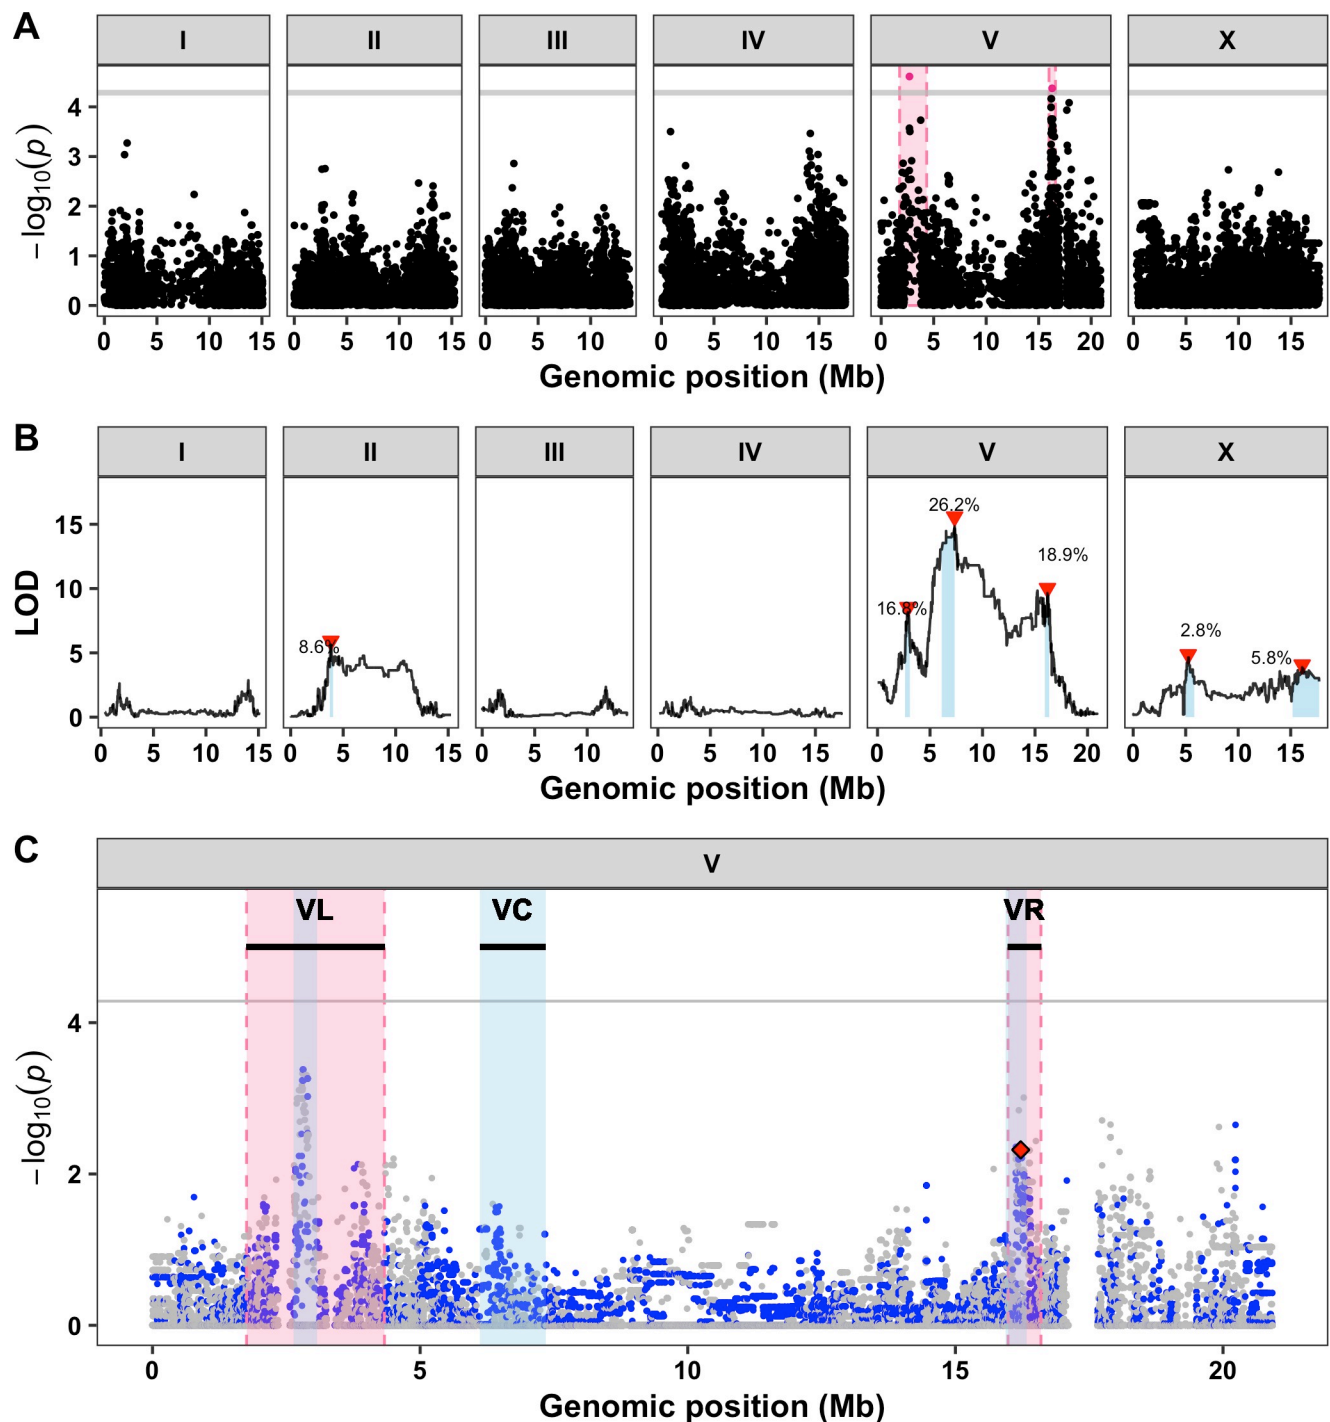 A
I II III IV V X
4
3
2
1
0
−log10(p)
0 5 10 15 0 5 10 15 0 5 10 0 5 10 15 0 5 10 15 20 0 5 10 15
Genomic position (Mb)
B
I II III IV V X
15
10
5
0
LOD
8.6%
16.8%
26.2%
18.9%
2.8%
5.8%
0 5 10 15 0 5 10 15 0 5 10 0 5 10 15 0 5 10 15 20 0 5 10 15
Genomic position (Mb)
C
V
VL VC VR
4
2
0
−log10(p)
0 5 10 15 20
Genomic position (Mb)